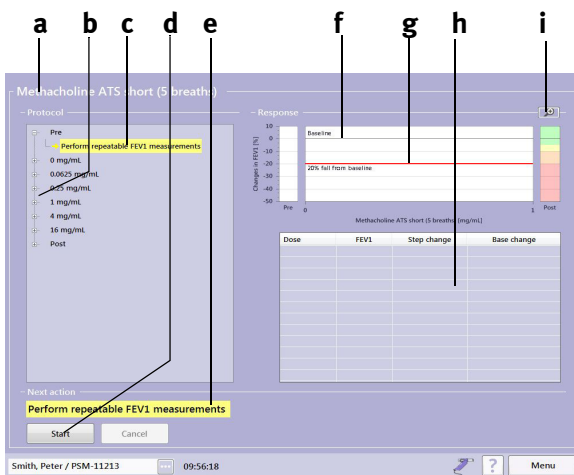 a b c d e f g h i
Methacholine ATS short (5 breaths)
Protocol
Pre
Perform repeatable FEV1 measurements
0 mg/mL
0.0625 mg/mL
0.25 mg/mL
1 mg/mL
4 mg/mL
16 mg/mL
Post
Response
Changes in FEV1 [%]
10
0
-10
-20
-30
-40
-50
Baseline
20% fall from baseline
Pre
0
1
Post
Methacholine ATS short (5 breaths) (mg/mL)
Dose FEV1 Step change Base change
Next action
Perform repeatable FEV1 measurements
Start Cancel
Smith, Peter / PSM-11213 ... 09:56:18 ? Menu